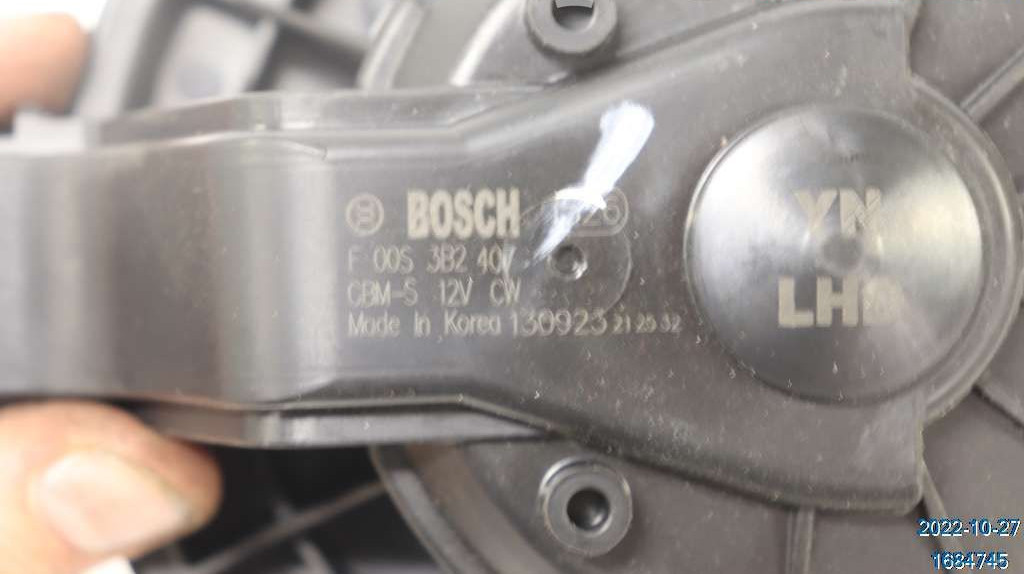 BOSCH
F 00S 3B2 407
CBM-S 12V CW
Made In Korea 130923 21 25 32
YN
2022-10-27
1684745